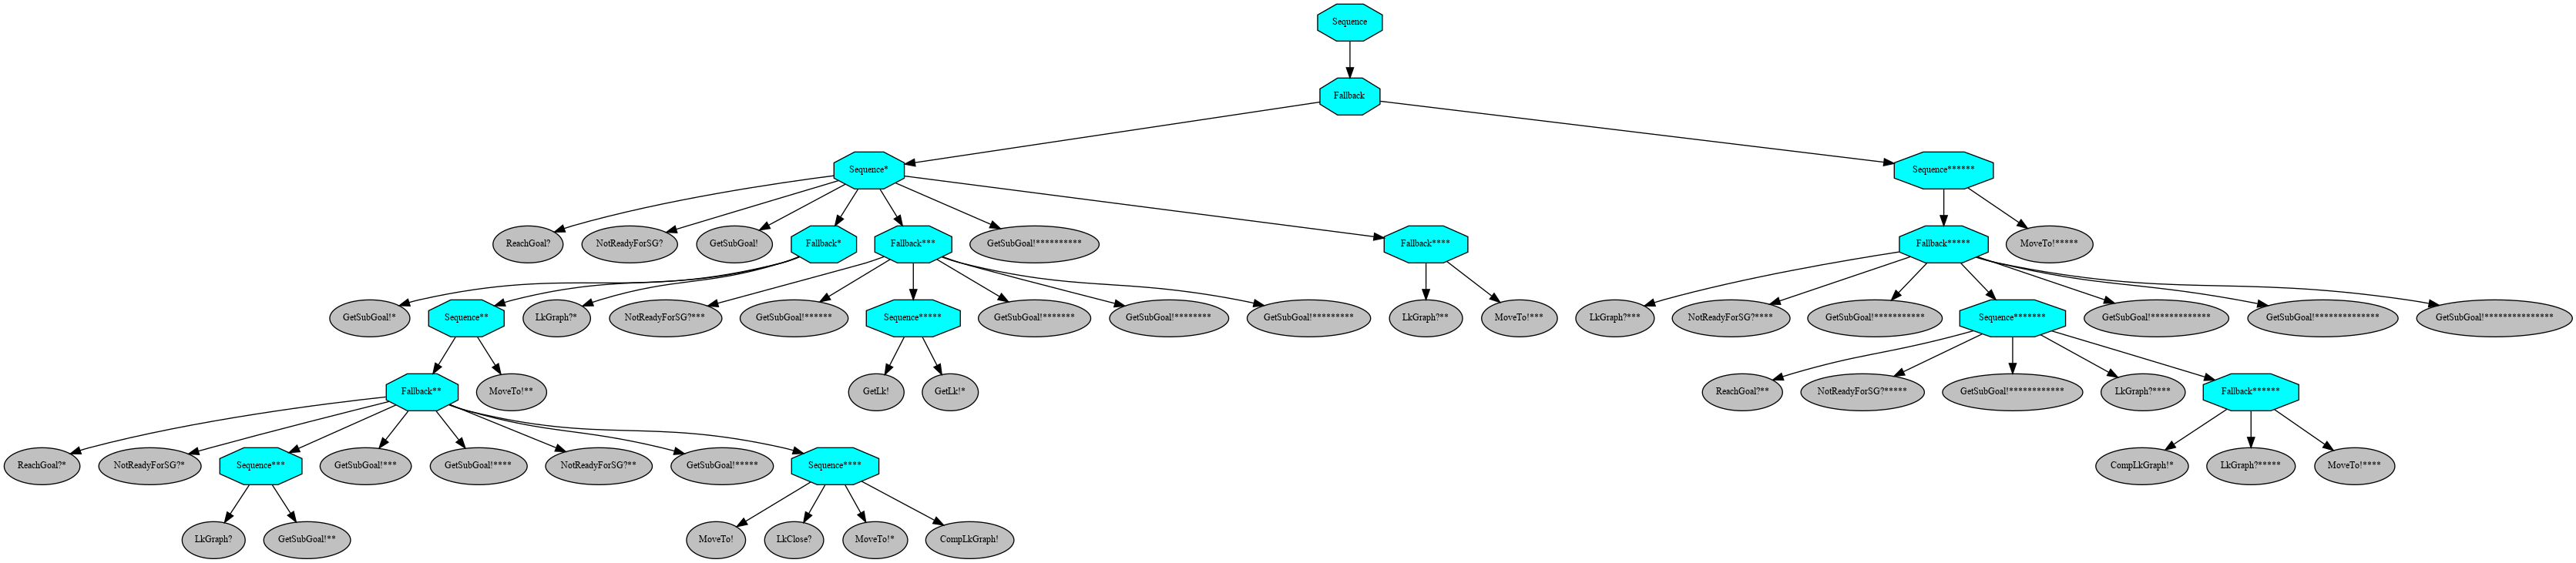 Sequence
Fallback
Sequence*
Sequence******
ReachGoal?
NotReadyForSG?
GetSubGoal!
Fallback*
Fallback***
GetSubGoal!**********
Fallback****
Fallback*****
MoveTo!*****
GetSubGoal!*
Sequence**
LkGraph?*
NotReadyForSG?***
GetSubGoal!******
Sequence*****
GetSubGoal!*******
GetSubGoal!********
GetSubGoal!*********
LkGraph?**
MoveTo!***
LkGraph?***
NotReadyForSG?****
GetSubGoal!***********
Sequence*******
GetSubGoal!*************
GetSubGoal!**************
GetSubGoal!***************
Fallback**
MoveTo!**
GetLk!
GetLk!*
ReachGoal?**
NotReadyForSG?*****
GetSubGoal!************
LkGraph?****
Fallback******
ReachGoal?*
NotReadyForSG?*
Sequence***
GetSubGoal!***
GetSubGoal!****
NotReadyForSG?**
GetSubGoal!*****
Sequence****
CompLkGraph!*
LkGraph?*****
MoveTo!****
LkGraph?
GetSubGoal!**
MoveTo!
LkClose?
MoveTo!*
CompLkGraph!